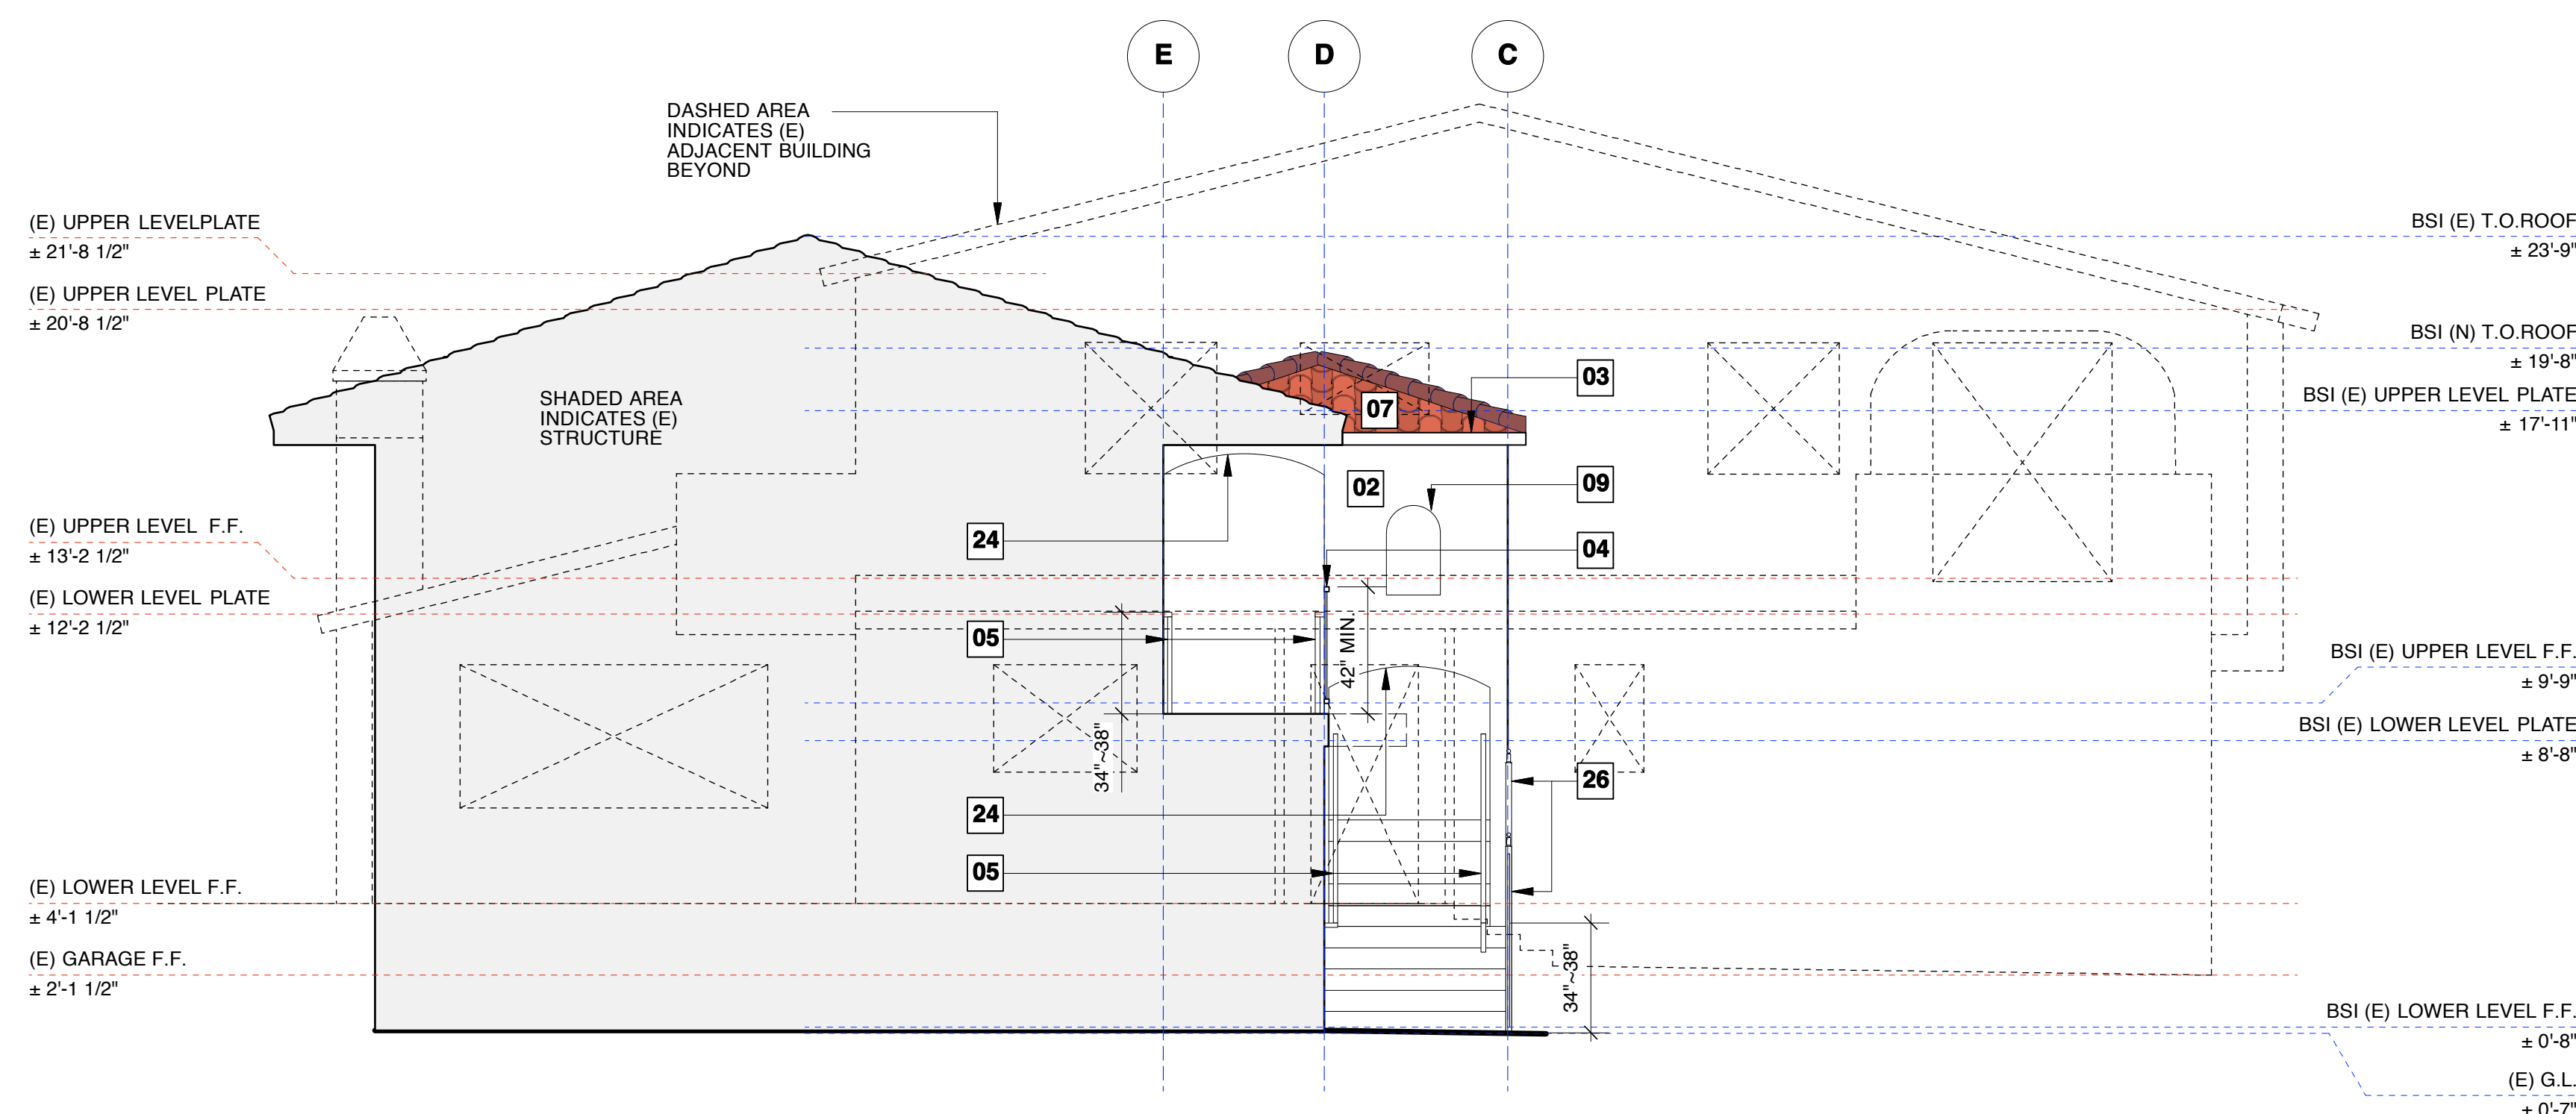 E
D
C
DASHED AREA
INDICATES (E)
ADJACENT BUILDING
BEYOND
(E) UPPER LEVELPLATE
± 21'-8 1/2"
(E) UPPER LEVEL PLATE
± 20'-8 1/2"
BSI (E) T.O.ROOF
± 23'-9"
BSI (N) T.O.ROOF
± 19'-8"
BSI (E) UPPER LEVEL PLATE
± 17'-11"
SHADED AREA
INDICATES (E)
STRUCTURE
03
07
02
09
24
04
(E) UPPER LEVEL F.F.
± 13'-2 1/2"
(E) LOWER LEVEL PLATE
± 12'-2 1/2"
05
42" MIN.
34"~38"
BSI (E) UPPER LEVEL F.F.
± 9'-9"
BSI (E) LOWER LEVEL PLATE
± 8'-8"
26
24
05
(E) LOWER LEVEL F.F.
± 4'-1 1/2"
(E) GARAGE F.F.
± 2'-1 1/2"
34"~38"
BSI (E) LOWER LEVEL F.F.
± 0'-8"
(E) G.L.
± 0'-7"